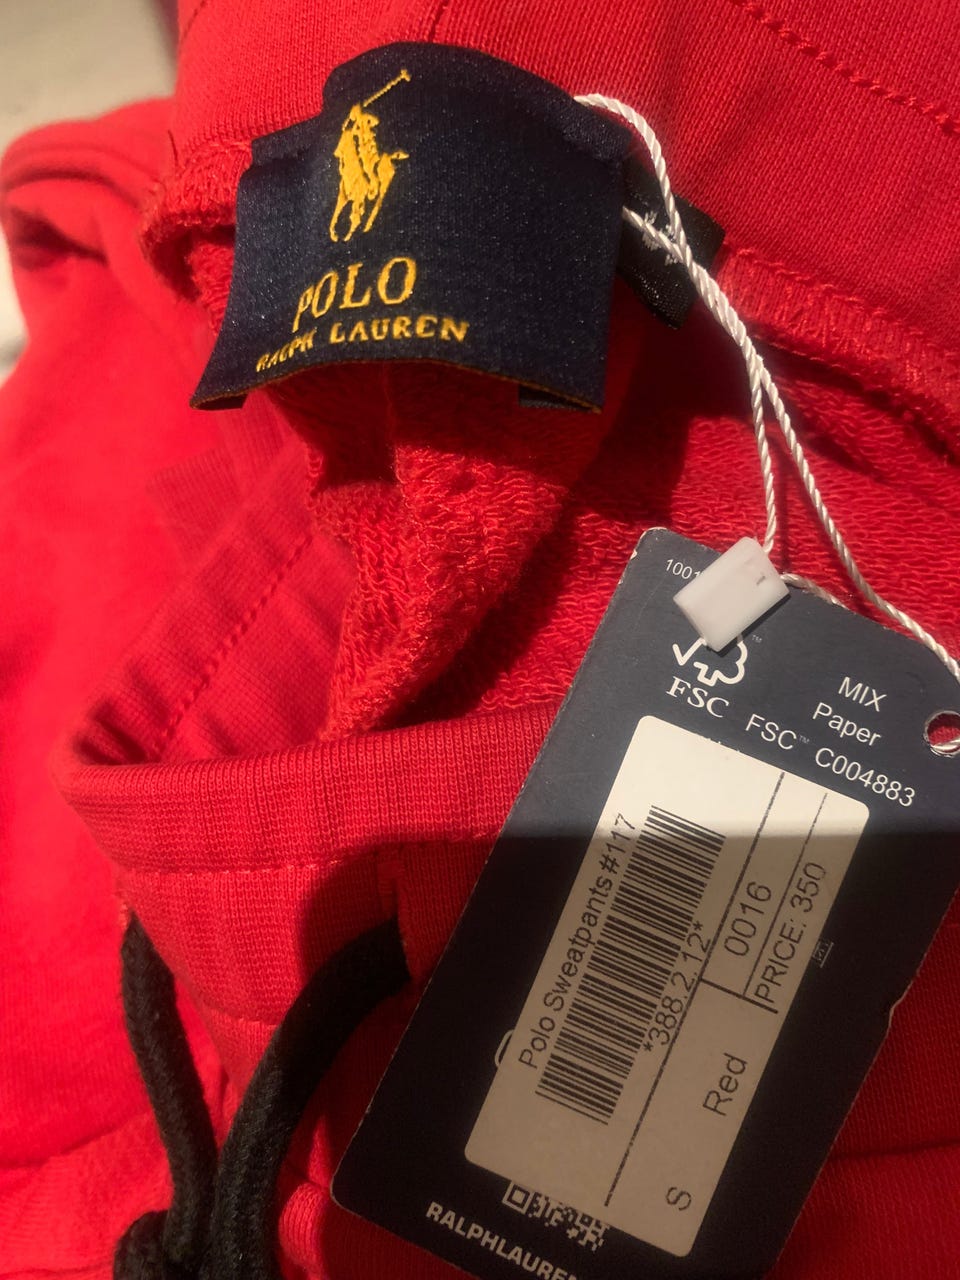 POLO
RALPH LAUREN
1001
FSC
MIX
Paper
FSC™ C004883
Polo Sweatpants#117
*388.2.12*
0016
PRICE: 350
Red
S
RALPHLAUREN